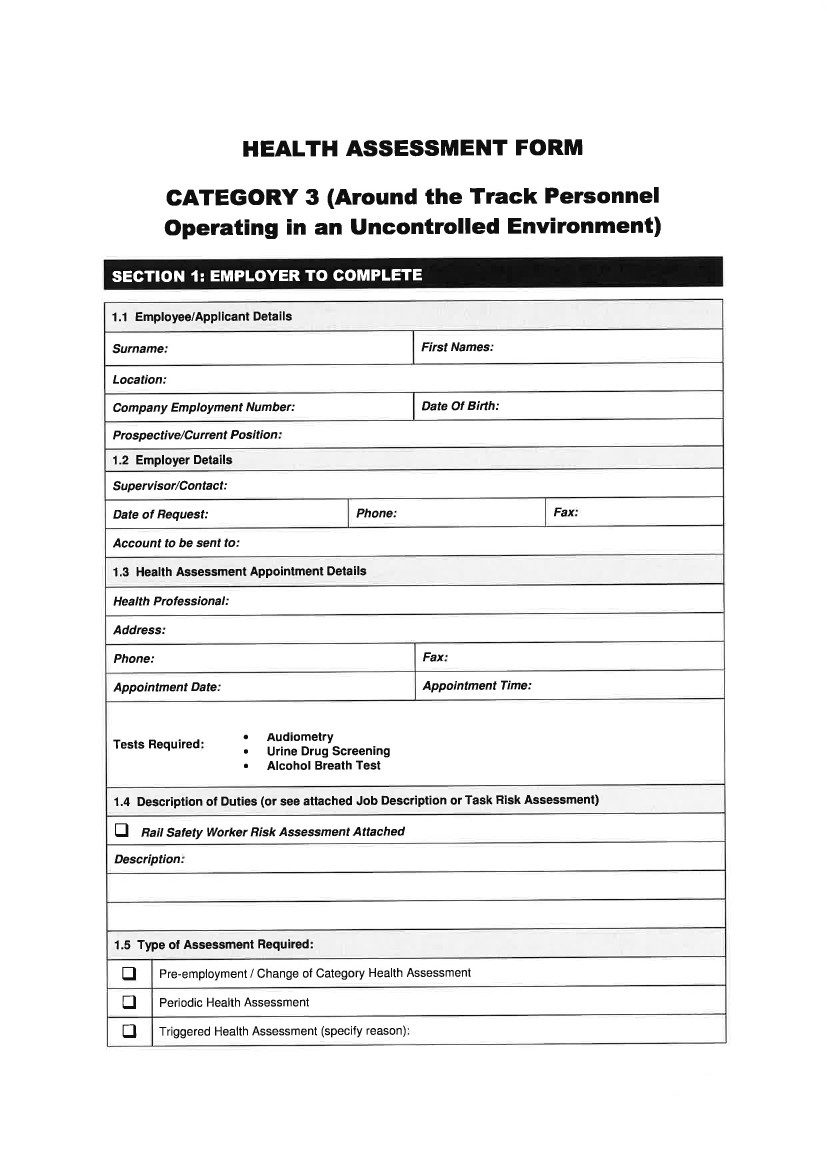 HEALTH ASSESSMENT FORM
CATEGORY 3 (Around the Track Personnel
Operating in an Uncontrolled Environment)
SECTION 1: EMPLOYER TO COMPLETE
1.1 Employee/Applicant Details
Surname: First Names:
Location:
Company Employment Number: Date Of Birth:
Prospective/Current Position:
1.2 Employer Details
Supervisor/Contact:
Date of Request: Phone: Fax:
Account to be sent to:
1.3 Health Assessment Appointment Details
Health Professional:
Address:
Phone: Fax:
Appointment Date: Appointment Time:
Tests Required:
• Audiometry
• Urine Drug Screening
• Alcohol Breath Test
1.4 Description of Duties (or see attached Job Description or Task Risk Assessment)
❑ Rail Safety Worker Risk Assessment Attached
Description:
1.5 Type of Assessment Required:
❑ Pre-employment / Change of Category Health Assessment
❑ Periodic Health Assessment
❑ Triggered Health Assessment (specify reason):